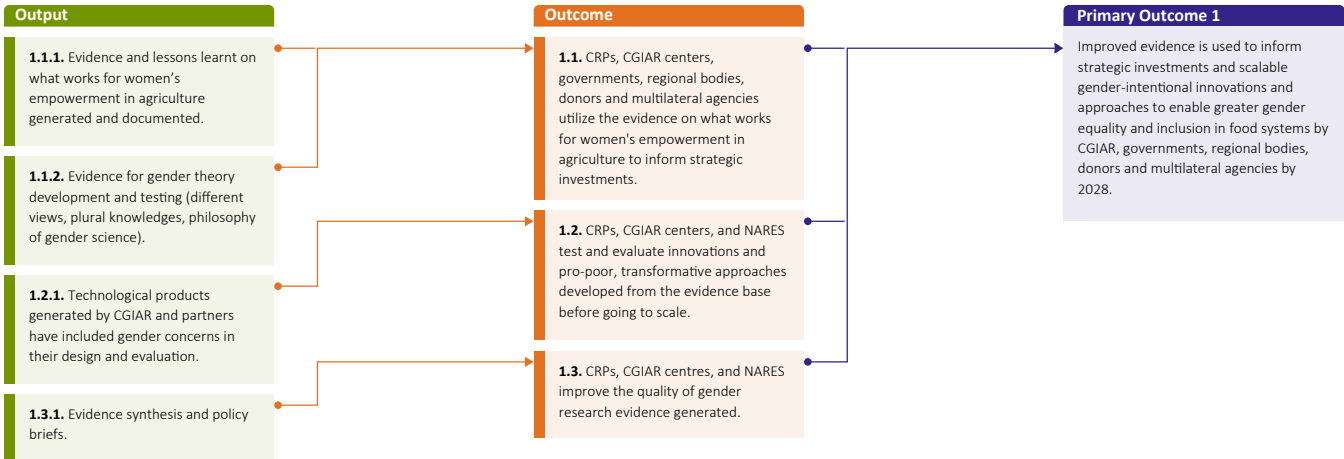 Output
1.1.1. Evidence and lessons learnt on
what works for women’s
empowerment in agriculture
generated and documented.
1.1.2. Evidence for gender theory
development and testing (different
views, plural knowledges, philosophy
of gender science).
1.2.1. Technological products
generated by CGIAR and partners
have included gender concerns in
their design and evaluation.
1.3.1. Evidence synthesis and policy
briefs.
Outcome
1.1. CRPs, CGIAR centers,
governments, regional bodies,
donors and multilateral agencies
utilize the evidence on what works
for women's empowerment in
agriculture to inform strategic
investments.
1.2. CRPs, CGIAR centers, and NARES
test and evaluate innovations and
pro-poor, transformative approaches
developed from the evidence base
before going to scale.
1.3. CRPs, CGIAR centres, and NARES
improve the quality of gender
research evidence generated.
Primary Outcome 1
Improved evidence is used to inform
strategic investments and scalable
gender-intentional innovations and
approaches to enable greater gender
equality and inclusion in food systems by
CGIAR, governments, regional bodies,
donors and multilateral agencies by
2028.